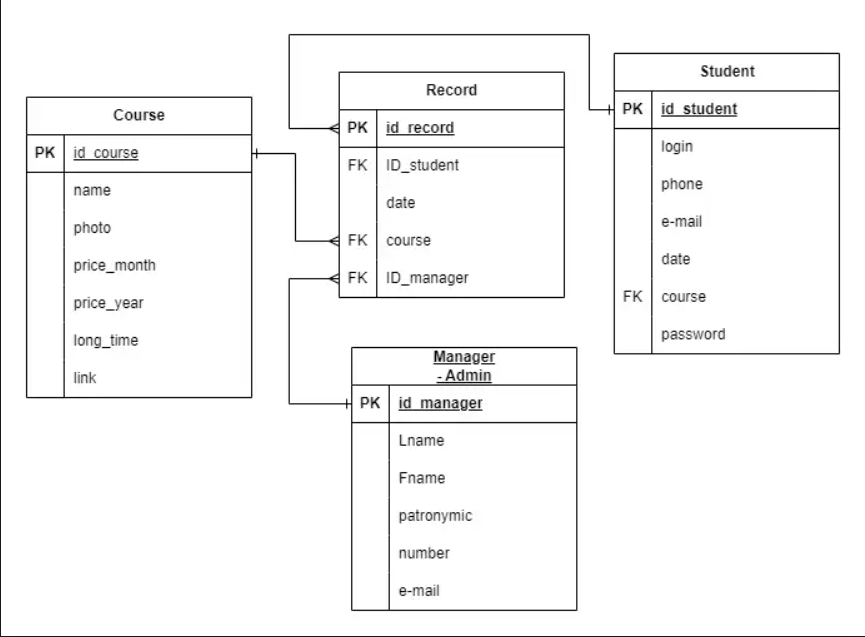 Course
PK id_course
name
photo
price_month
price_year
long_time
link
Record
PK id_record
FK ID_student
date
FK course
FK ID_manager
Student
PK id_student
login
phone
e-mail
date
FK course
password
Manager
- Admin
PK id_manager
Lname
Fname
patronymic
number
e-mail